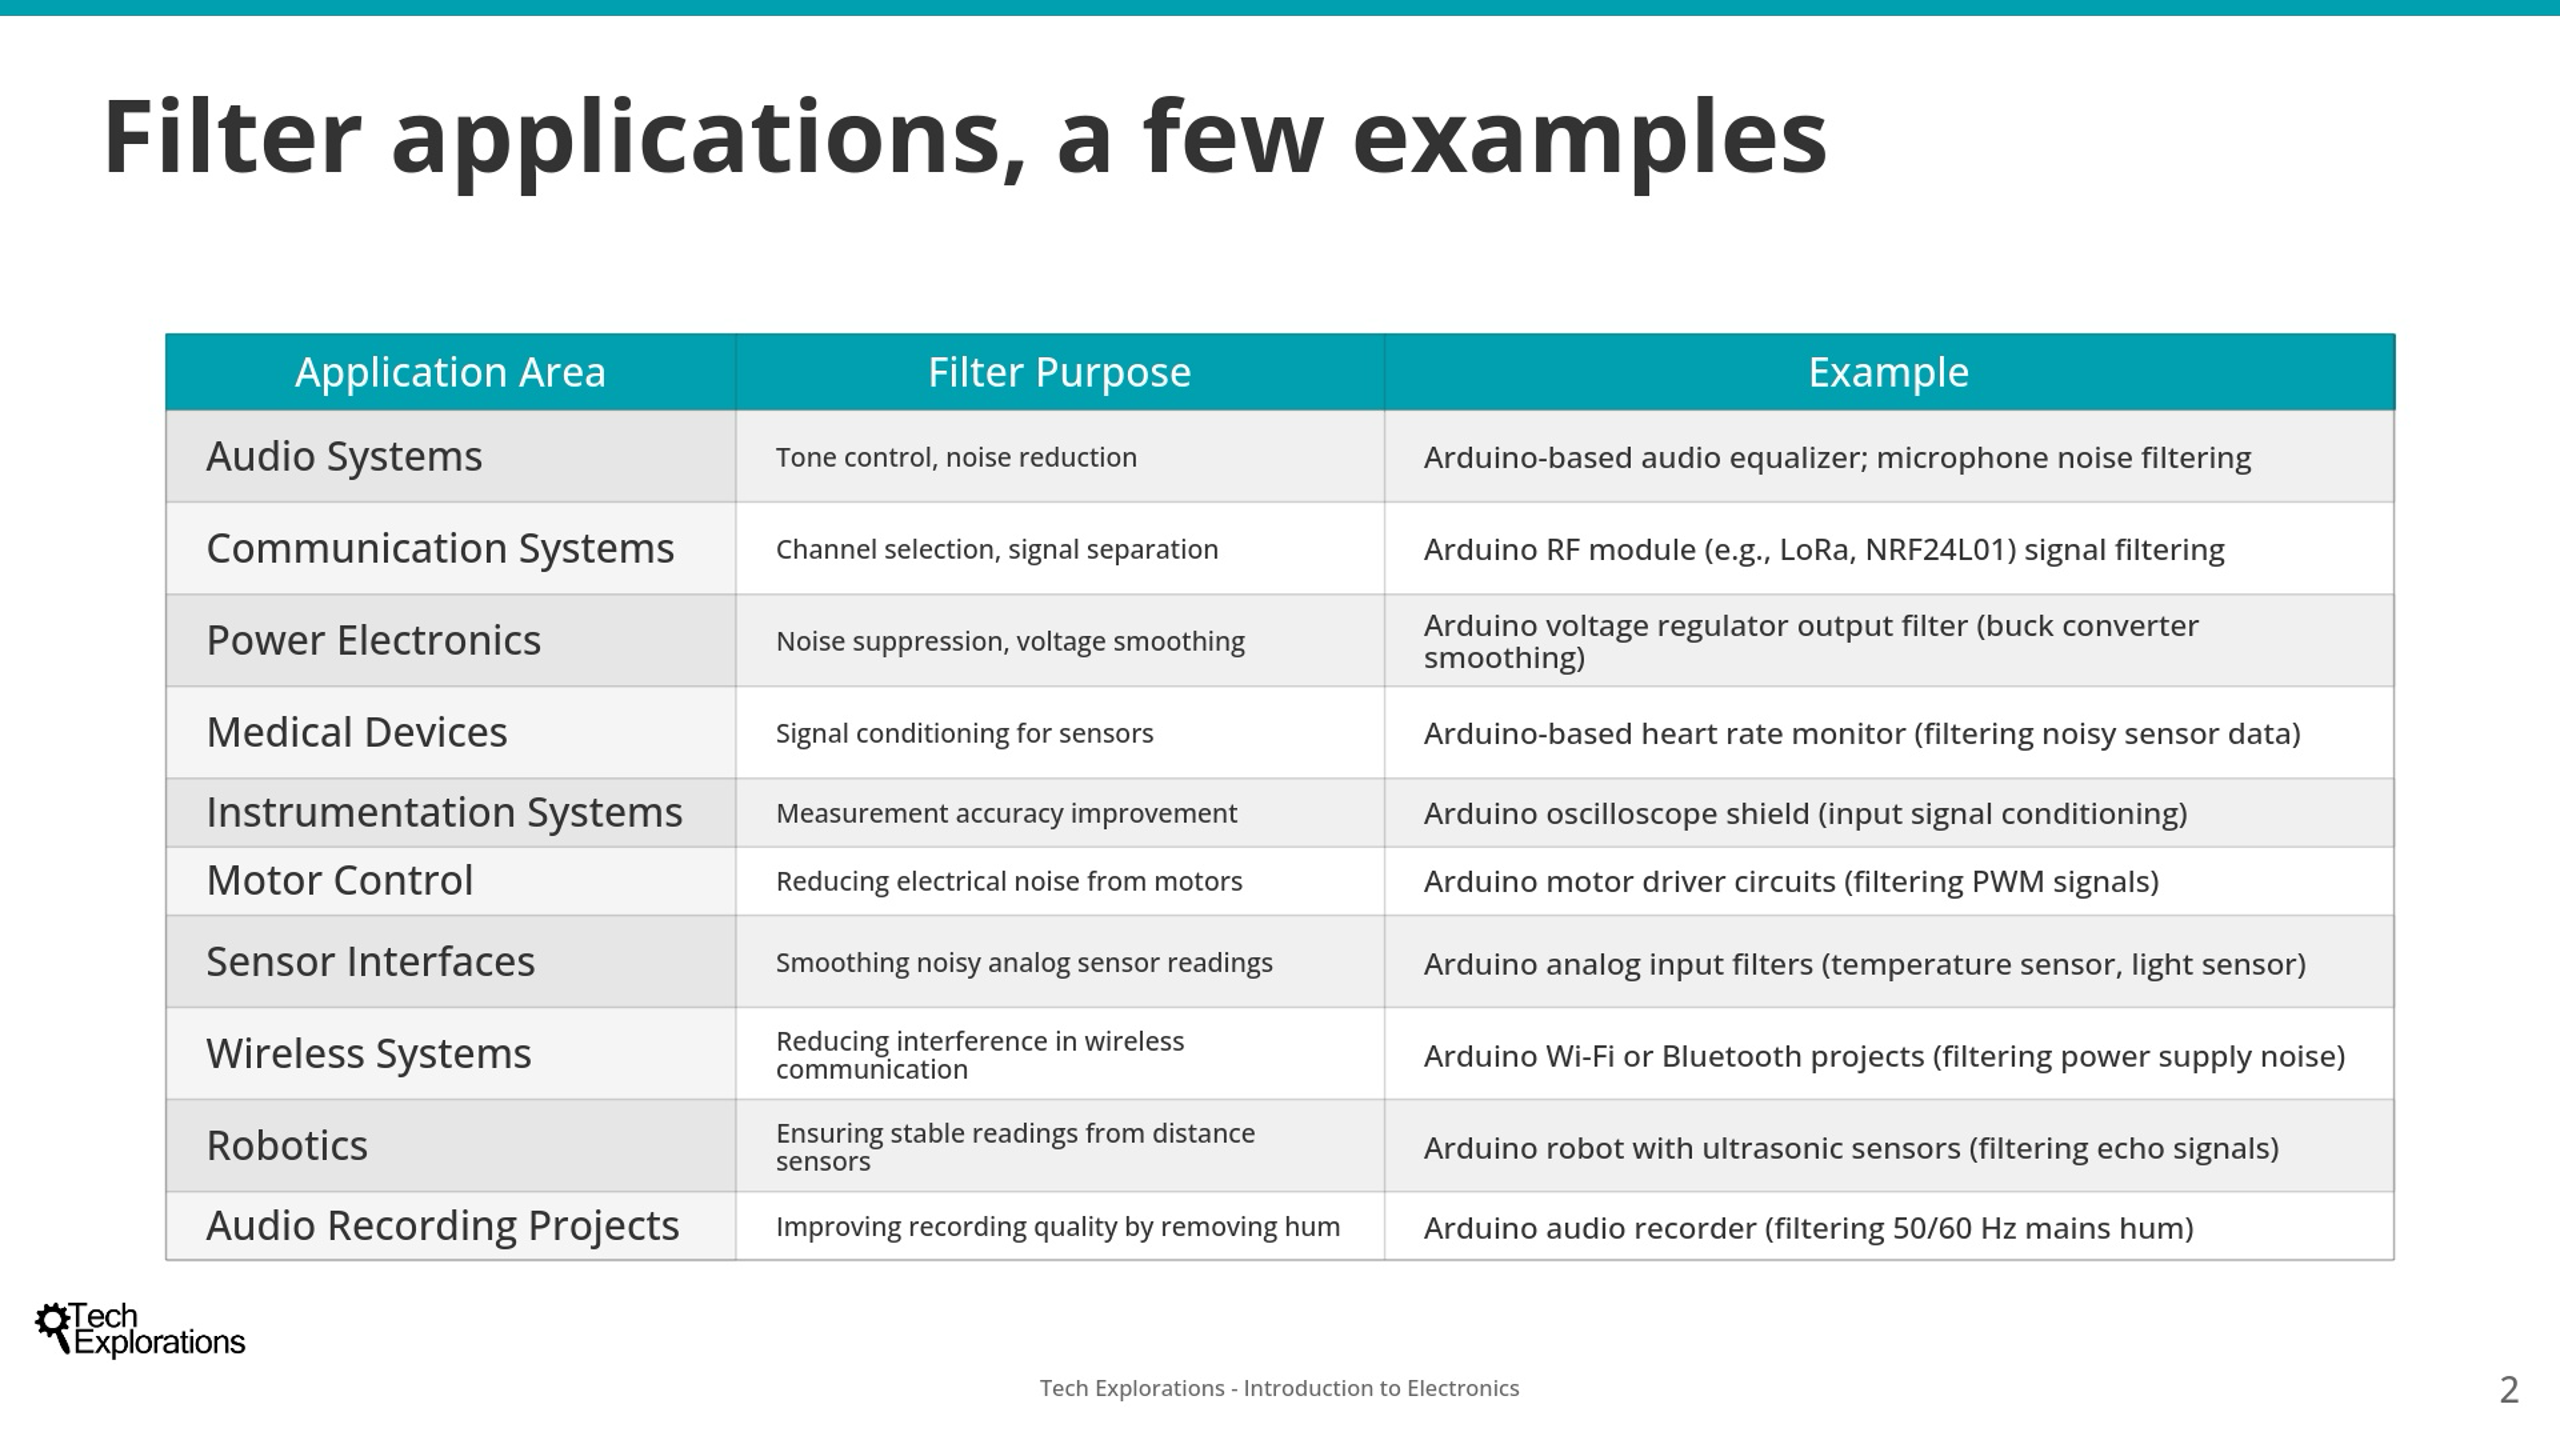 Filter applications, a few examples
Application Area
Filter Purpose
Example
Audio Systems
Tone control, noise reduction
Arduino-based audio equalizer; microphone noise filtering
Communication Systems
Channel selection, signal separation
Arduino RF module (e.g., LoRa, NRF24L01) signal filtering
Power Electronics
Noise suppression, voltage smoothing
Arduino voltage regulator output filter (buck converter
smoothing)
Medical Devices
Signal conditioning for sensors
Arduino-based heart rate monitor (filtering noisy sensor data)
Instrumentation Systems
Measurement accuracy improvement
Arduino oscilloscope shield (input signal conditioning)
Motor Control
Reducing electrical noise from motors
Arduino motor driver circuits (filtering PWM signals)
Sensor Interfaces
Smoothing noisy analog sensor readings
Arduino analog input filters (temperature sensor, light sensor)
Wireless Systems
Reducing interference in wireless
communication
Arduino Wi-Fi or Bluetooth projects (filtering power supply noise)
Robotics
Ensuring stable readings from distance
sensors
Arduino robot with ultrasonic sensors (filtering echo signals)
Audio Recording Projects
Improving recording quality by removing hum
Arduino audio recorder (filtering 50/60 Hz mains hum)
Tech
Explorations
Tech Explorations - Introduction to Electronics
2